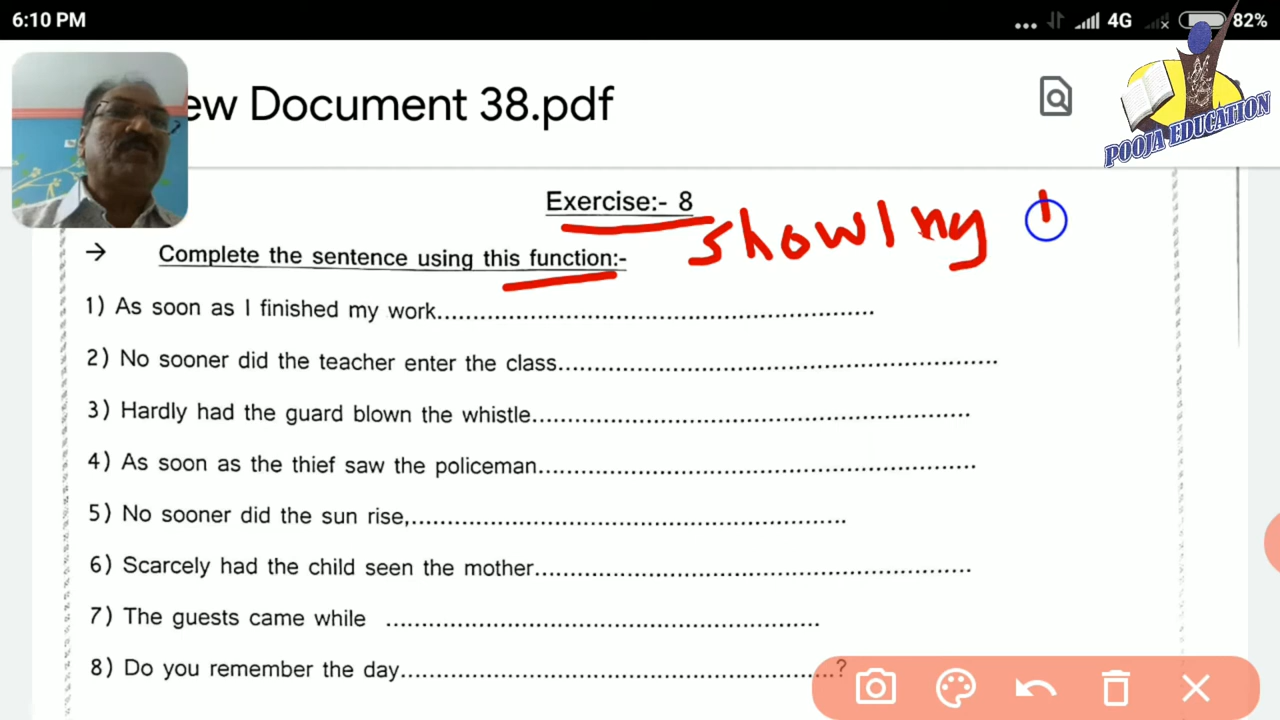 6:10 PM
... 4G 82%
ew Document 38.pdf
POOJA EDUCATION
Exercise:- 8
showing
→ Complete the sentence using this function:-
1) As soon as I finished my work................................................................
2) No sooner did the teacher enter the class................................................................
3) Hardly had the guard blown the whistle................................................................
4) As soon as the thief saw the policeman................................................................
5) No sooner did the sun rise,................................................................
6) Scarcely had the child seen the mother................................................................
7) The guests came while ................................................................
8) Do you remember the day................................................................?